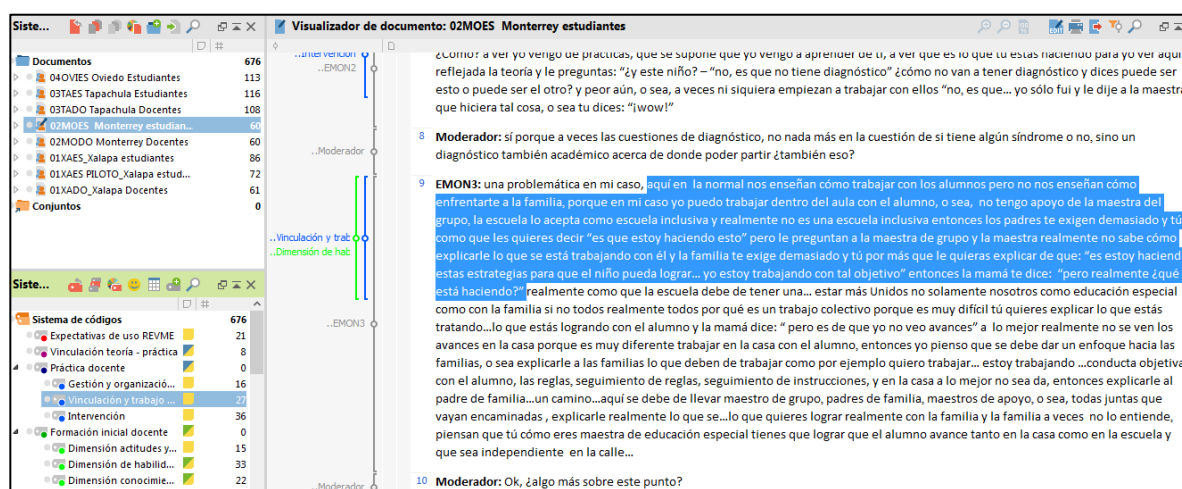 Siste...
Documentos 676
04OVIES Oviedo Estudiantes 113
03TAES Tapachula Estudiantes 116
03TADO Tapachula Docentes 108
02MOES Monterrey estudian... 60
02MODO Monterrey Docentes 60
01XAES_Xalapa estudiantes 86
01XAES PILOTO_Xalapa estud... 72
01XADO_Xalapa Docentes 61
Conjuntos 0
Siste...
Sistema de códigos 676
Expectativas de uso REVME 21
Vinculación teoría - práctica 8
Práctica docente 0
Gestión y organizació... 16
Vinculación y trabajo ... 27
Intervención 36
Formación inicial docente 0
Dimensión actitudes y... 15
Dimensión de habilid... 33
Dimensión conocimie... 22
Visualizador de documento: 02MOES Monterrey estudiantes
..Intervención
..EMON2
..Moderador
..Vinculación y trab
..Dimensión de hab
..EMON3
..Moderador
¿Cómo? a ver yo vengo de prácticas, que se supone que yo vengo a aprender de ti, a ver que es lo que tu estas haciendo para yo ver aquí
reflejada la teoría y le preguntas: "¿y este niño? – "no, es que no tiene diagnóstico" ¿cómo no van a tener diagnóstico y dices puede ser
esto o puede ser el otro? y peor aún, o sea, a veces ni siquiera empiezan a trabajar con ellos "no, es que... yo sólo fui y le dije a la maestra
que hiciera tal cosa, o sea tu dices: "¡wow!"
8 Moderador: sí porque a veces las cuestiones de diagnóstico, no nada más en la cuestión de si tiene algún síndrome o no, sino un
diagnóstico también académico acerca de donde poder partir ¿también eso?
9 EMON3: una problemática en mi caso, aquí en la normal nos enseñan cómo trabajar con los alumnos pero no nos enseñan cómo
enfrentarte a la familia, porque en mi caso yo puedo trabajar dentro del aula con el alumno, o sea, no tengo apoyo de la maestra del
grupo, la escuela lo acepta como escuela inclusiva y realmente no es una escuela inclusiva entonces los padres te exigen demasiado y tú
como que les quieres decir "es que estoy haciendo esto" pero le preguntan a la maestra de grupo y la maestra realmente no sabe cómo
explicarle lo que se está trabajando con él y la familia te exige demasiado y tú por más que le quieras explicar de que: "es estoy haciend
estas estrategias para que el niño pueda lograr... yo estoy trabajando con tal objetivo" entonces la mamá te dice: "pero realmente ¿qué
está haciendo?" realmente como que la escuela debe de tener una... estar más Unidos no solamente nosotros como educación especial
como con la familia si no todos realmente todos por qué es un trabajo colectivo porque es muy difícil tú quieres explicar lo que estás
tratando...lo que estás logrando con el alumno y la mamá dice: " pero es de que yo no veo avances" a lo mejor realmente no se ven los
avances en la casa porque es muy diferente trabajar en la casa con el alumno, entonces yo pienso que se debe dar un enfoque hacia las
familias, o sea explicarle a las familias lo que deben de trabajar como por ejemplo quiero trabajar... estoy trabajando ...conducta objetiva
con el alumno, las reglas, seguimiento de reglas, seguimiento de instrucciones, y en la casa a lo mejor no sea da, entonces explicarle al
padre de familia...un camino...aquí se debe de llevar maestro de grupo, padres de familia, maestros de apoyo, o sea, todas juntas que
vayan encaminadas , explicarle realmente lo que se...lo que quieres lograr realmente con la familia y la familia a veces no lo entiende,
piensan que tú cómo eres maestra de educación especial tienes que lograr que el alumno avance tanto en la casa como en la escuela y
que sea independiente en la calle...
10 Moderador: Ok, ¿algo más sobre este punto?